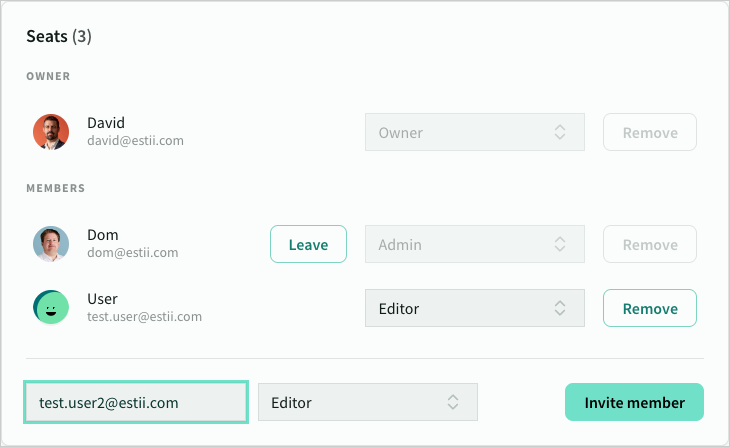 Seats (3)
OWNER
David
david@estii.com
Owner
Remove
MEMBERS
Dom
dom@estii.com
Leave
Admin
Remove
User
test.user@estii.com
Editor
Remove
test.user2@estii.com
Editor
Invite member